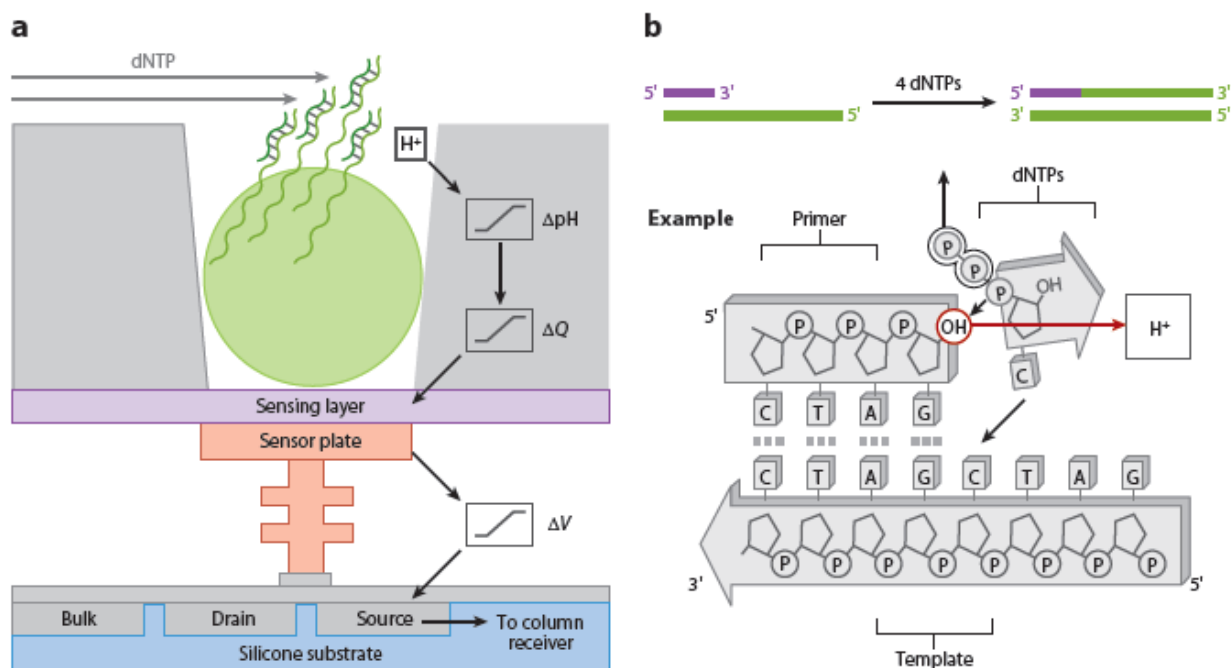 a
dNTP
H⁺
ΔpH
ΔQ
Sensing layer
Sensor plate
ΔV
Bulk
Drain
Source
To column
receiver
Silicone substrate
b
5' 3'
5'
4 dNTPs
5' 3'
3' 5'
dNTPs
Example
Primer
P
P
P
OH
5'
P P P OH
H⁺
C
C T A G
C T A G C T A G
P P P P P P P P
3' 5'
Template